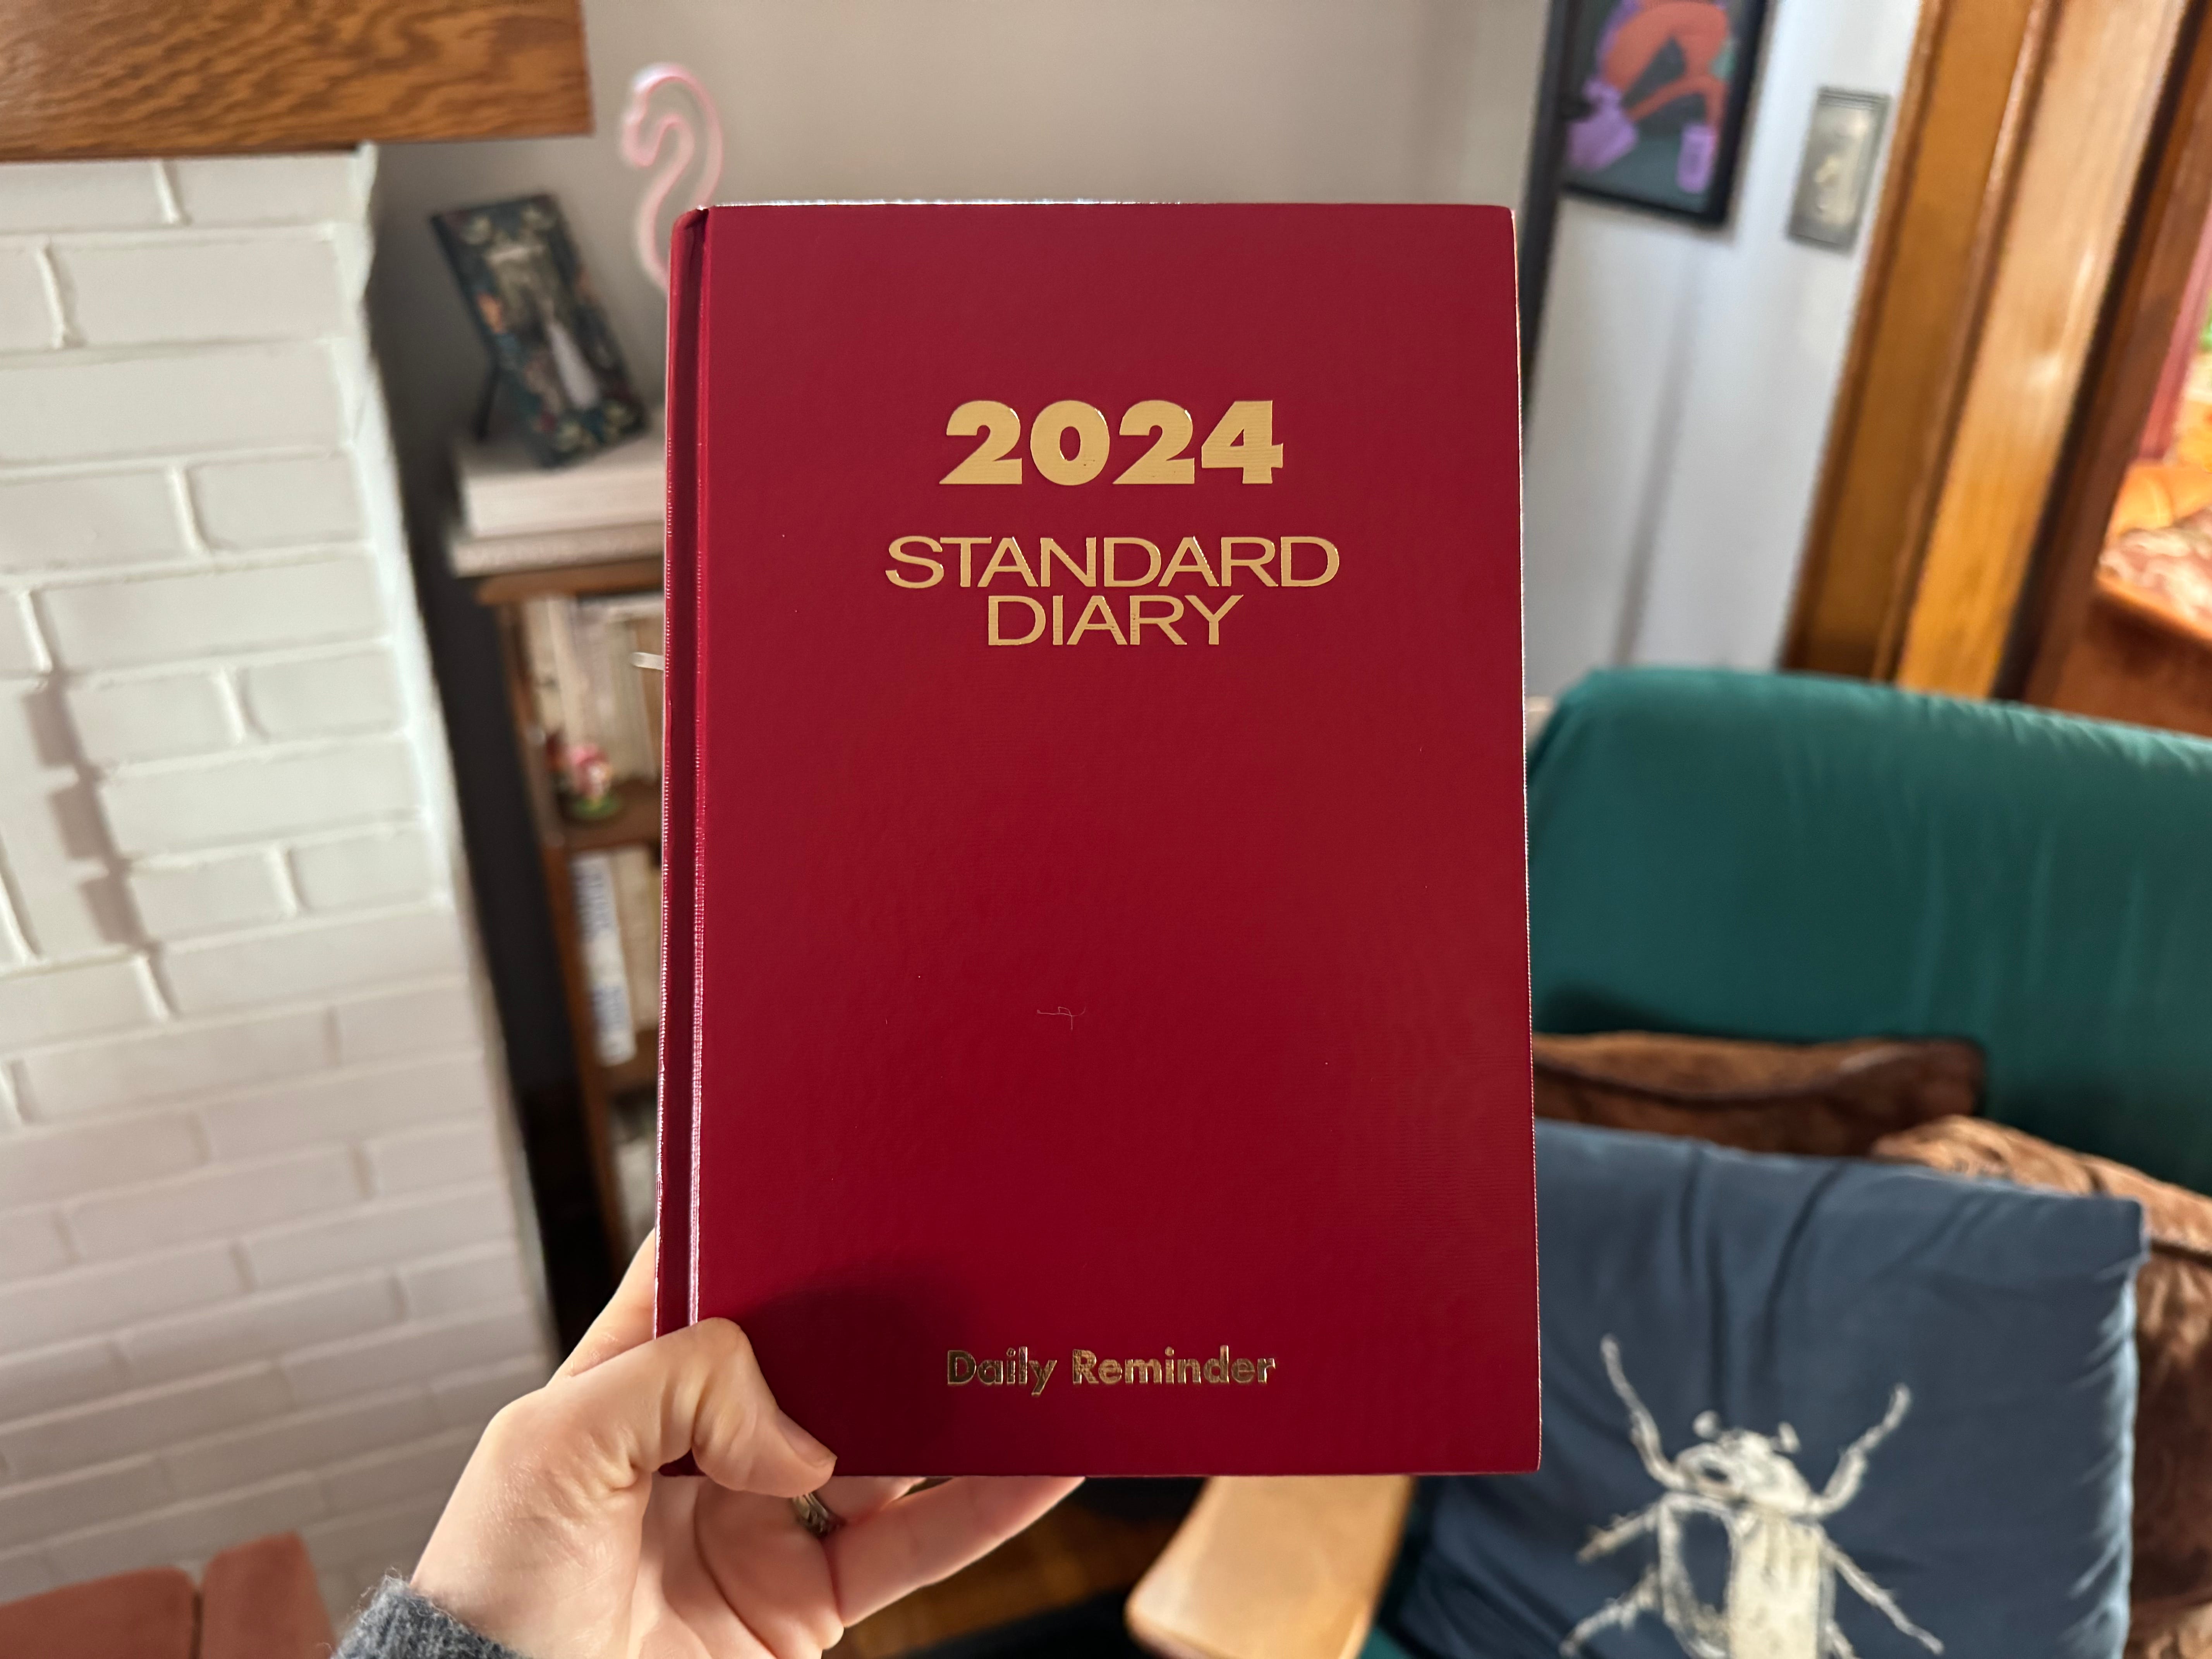 2024
STANDARD
DIARY
Daily Reminder